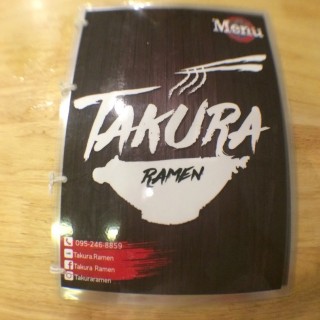 Menu
TAKURA
RAMEN
095-246-8859
Takura.Ramen
Takura Ramen
Takuraramen